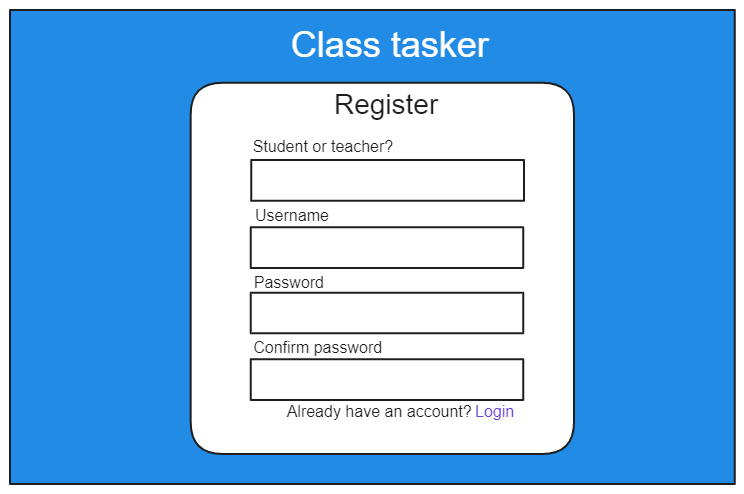 Class tasker
Register
Student or teacher?
Username
Password
Confirm password
Already have an account? Login